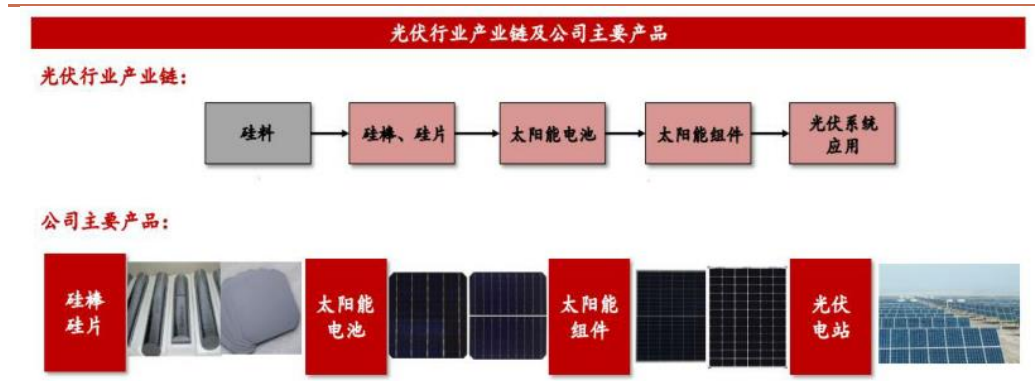 光伏行业产业链及公司主要产品
光伏行业产业链：
硅料
硅棒、硅片
太阳能电池
太阳能组件
光伏系统
应用
公司主要产品：
硅棒
硅片
太阳能
电池
太阳能
组件
光伏
电站